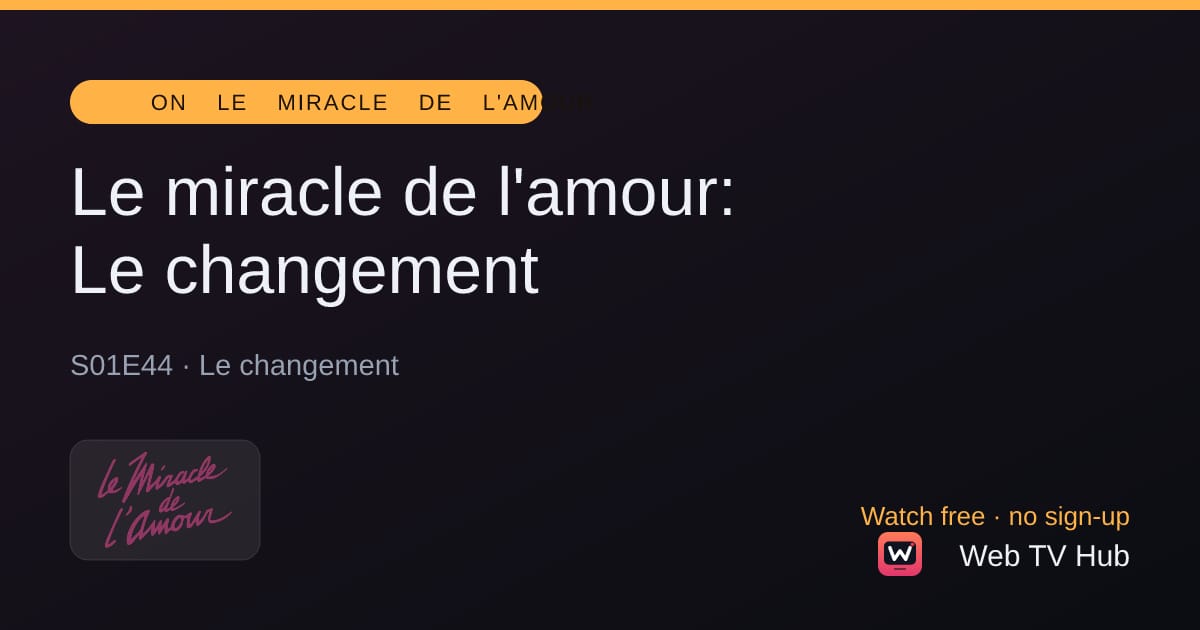 ON LE MIRACLE DE L'AMOUR
Le miracle de l'amour:
Le changement
S01E44 · Le changement
Le Miracle
de
l'Amour
Watch free · no sign-up
W
Web TV Hub